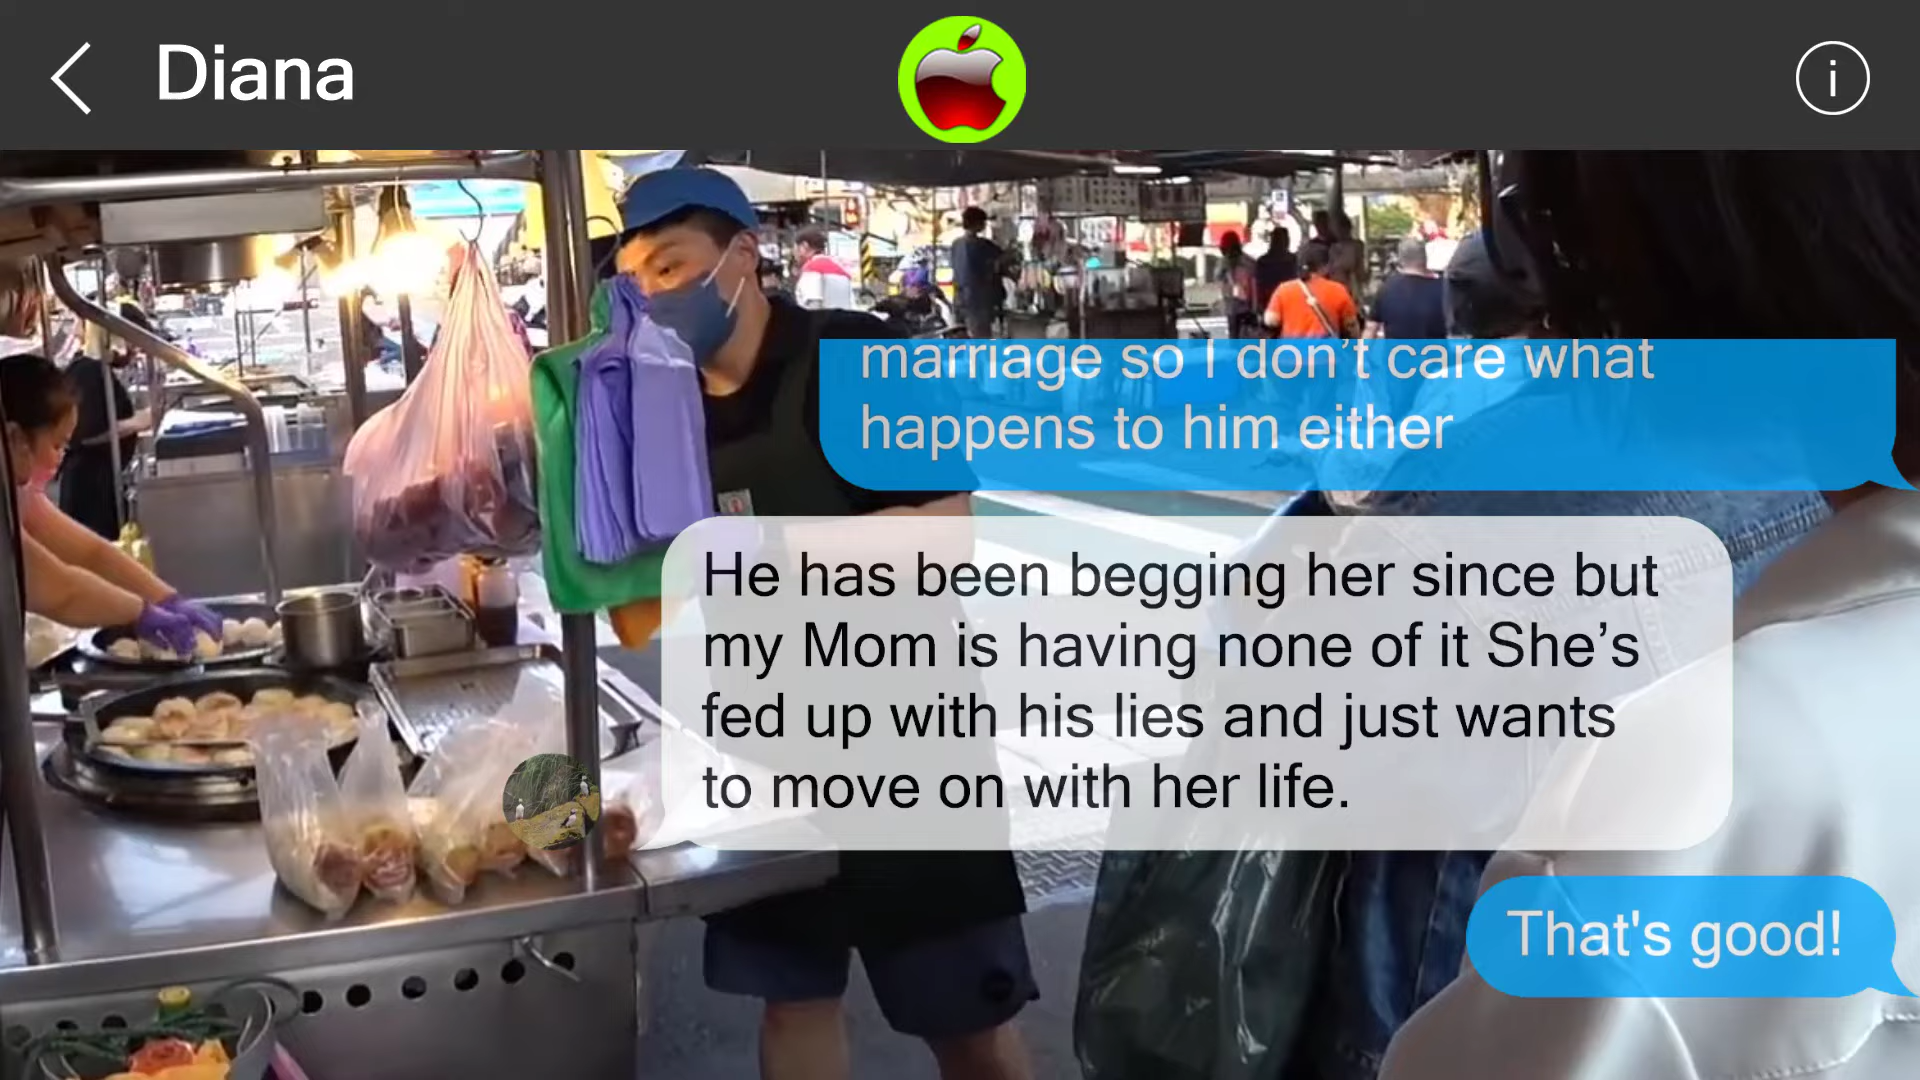 Diana
i
marriage so I don’t care what
happens to him either
He has been begging her since but
my Mom is having none of it She’s
fed up with his lies and just wants
to move on with her life.
That's good!